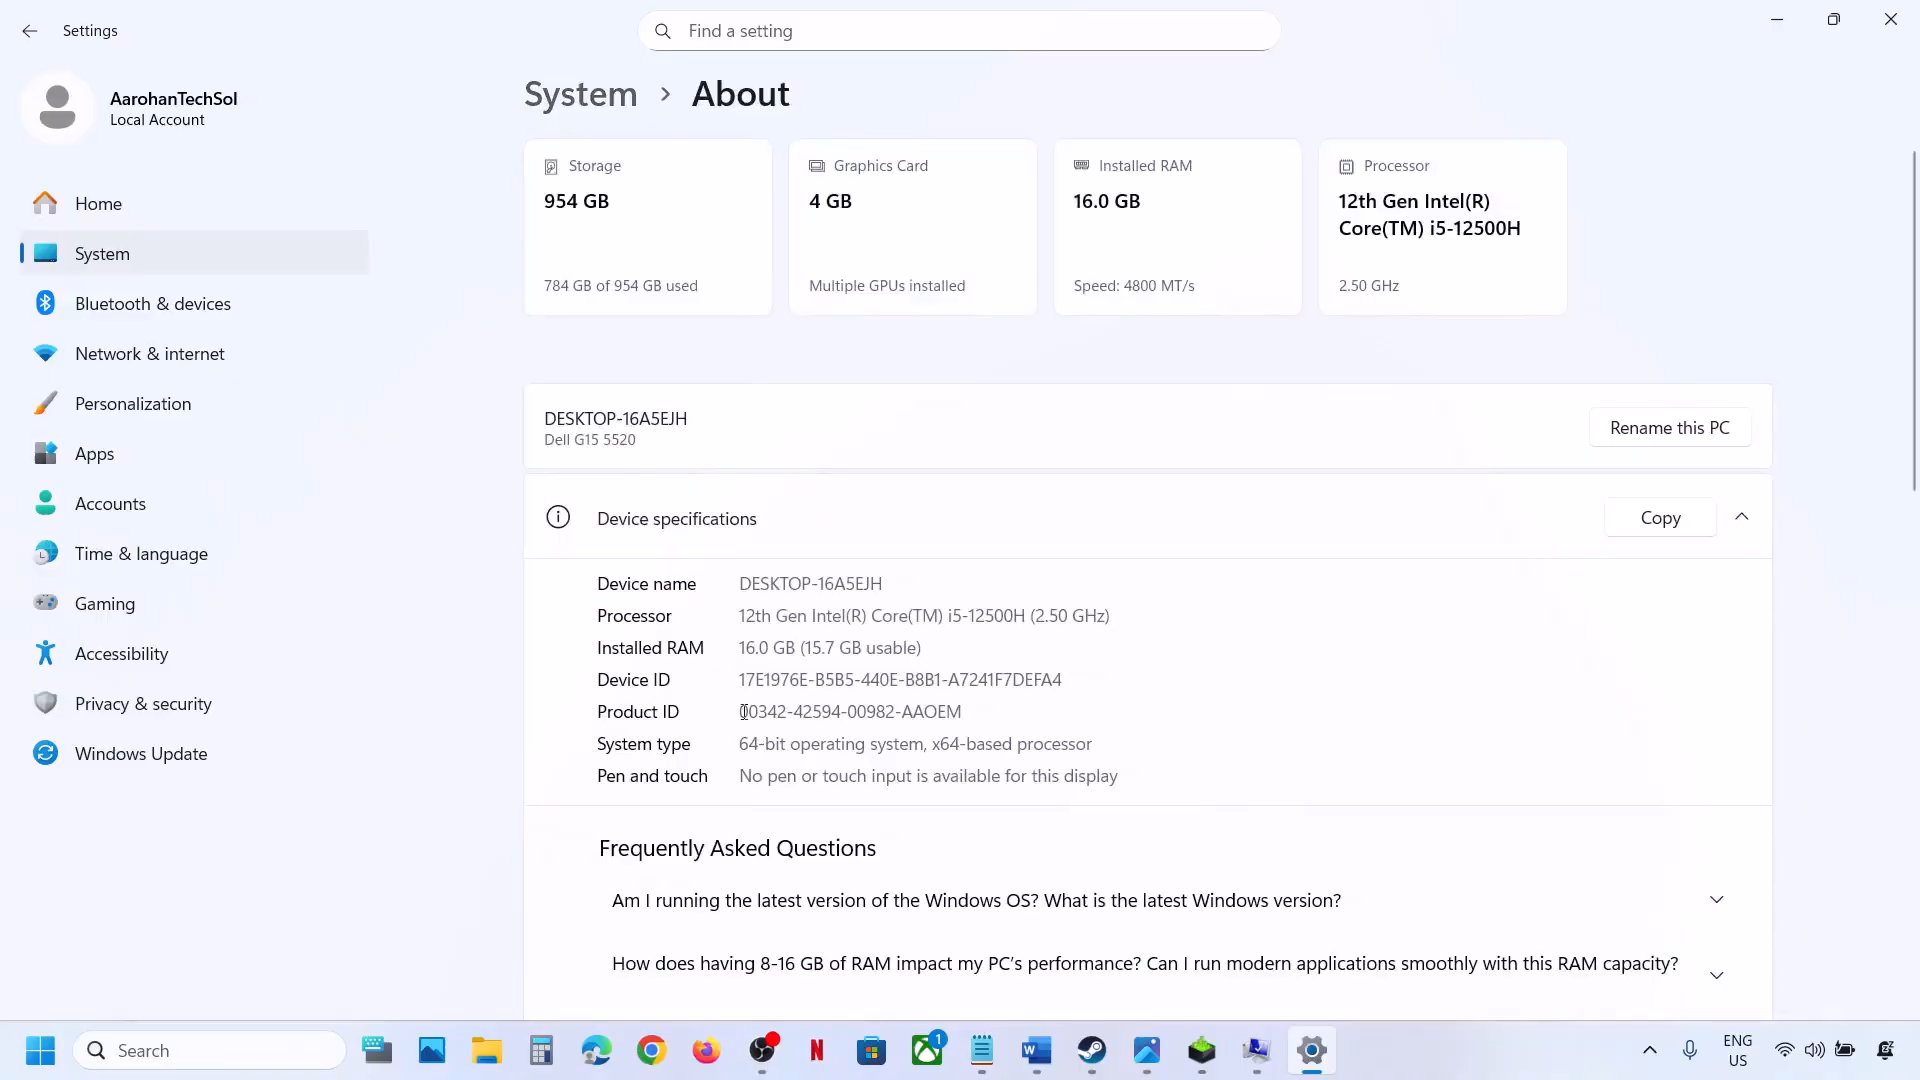 Settings
Find a setting
AarohanTechSol
Local Account
Home
System
Bluetooth & devices
Network & internet
Personalization
Apps
Accounts
Time & language
Gaming
Accessibility
Privacy & security
Windows Update
System > About
Storage
954 GB
784 GB of 954 GB used
Graphics Card
4 GB
Multiple GPUs installed
Installed RAM
16.0 GB
Speed: 4800 MT/s
Processor
12th Gen Intel(R)
Core(TM) i5-12500H
2.50 GHz
DESKTOP-16A5EJH
Dell G15 5520
Rename this PC
Device specifications
Copy
Device name DESKTOP-16A5EJH
Processor 12th Gen Intel(R) Core(TM) i5-12500H (2.50 GHz)
Installed RAM 16.0 GB (15.7 GB usable)
Device ID 17E1976E-B5B5-440E-B8B1-A7241F7DEFA4
Product ID 00342-42594-00982-AAOEM
System type 64-bit operating system, x64-based processor
Pen and touch No pen or touch input is available for this display
Frequently Asked Questions
Am I running the latest version of the Windows OS? What is the latest Windows version?
How does having 8-16 GB of RAM impact my PC's performance? Can I run modern applications smoothly with this RAM capacity?
Search
1
ENG
US